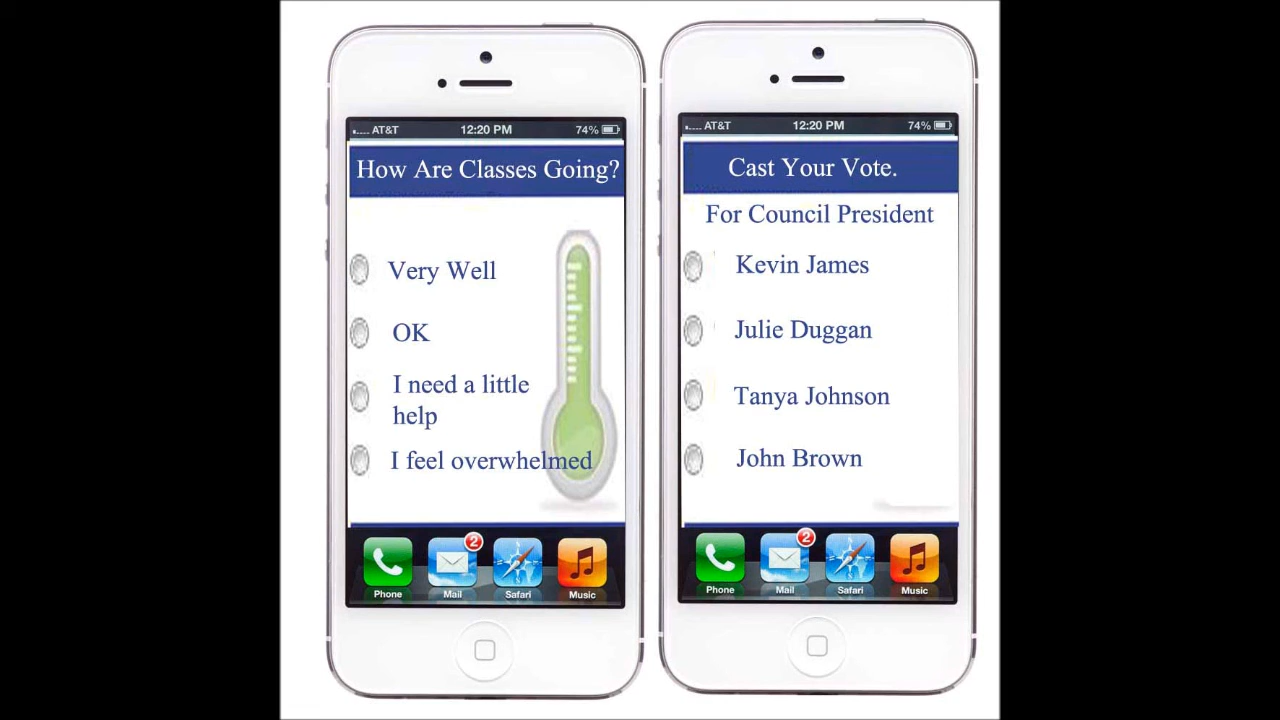 AT&T 12:20 PM 74%
How Are Classes Going?
Very Well
OK
I need a little
help
I feel overwhelmed
2
Phone Mail Safari Music
AT&T 12:20 PM 74%
Cast Your Vote.
For Council President
Kevin James
Julie Duggan
Tanya Johnson
John Brown
2
Phone Mail Safari Music